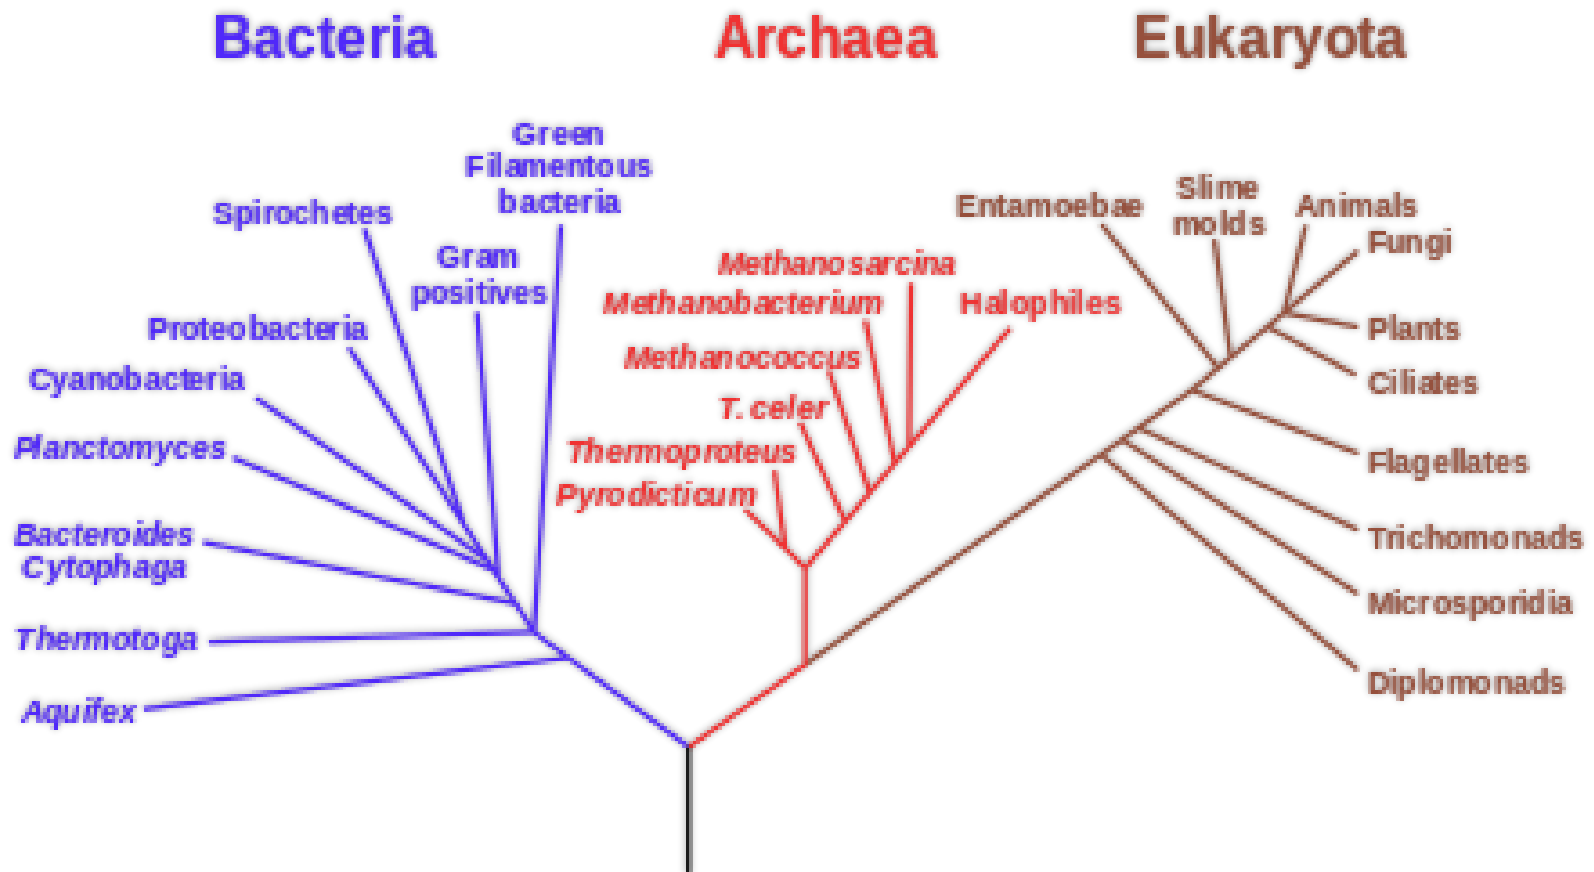 Bacteria
Archaea
Eukaryota
Green
Filamentous
bacteria
Spirochetes
Gram
positives
Proteobacteria
Cyanobacteria
Planctomyces
Bacteroides
Cytophaga
Thermotoga
Aquifex
Methanosarcina
Methanobacterium
Halophiles
Methanococcus
T. celer
Thermoproteus
Pyrodicticum
Entamoebae
Slime
molds
Animals
Fungi
Plants
Ciliates
Flagellates
Trichomonads
Microsporidia
Diplomonads